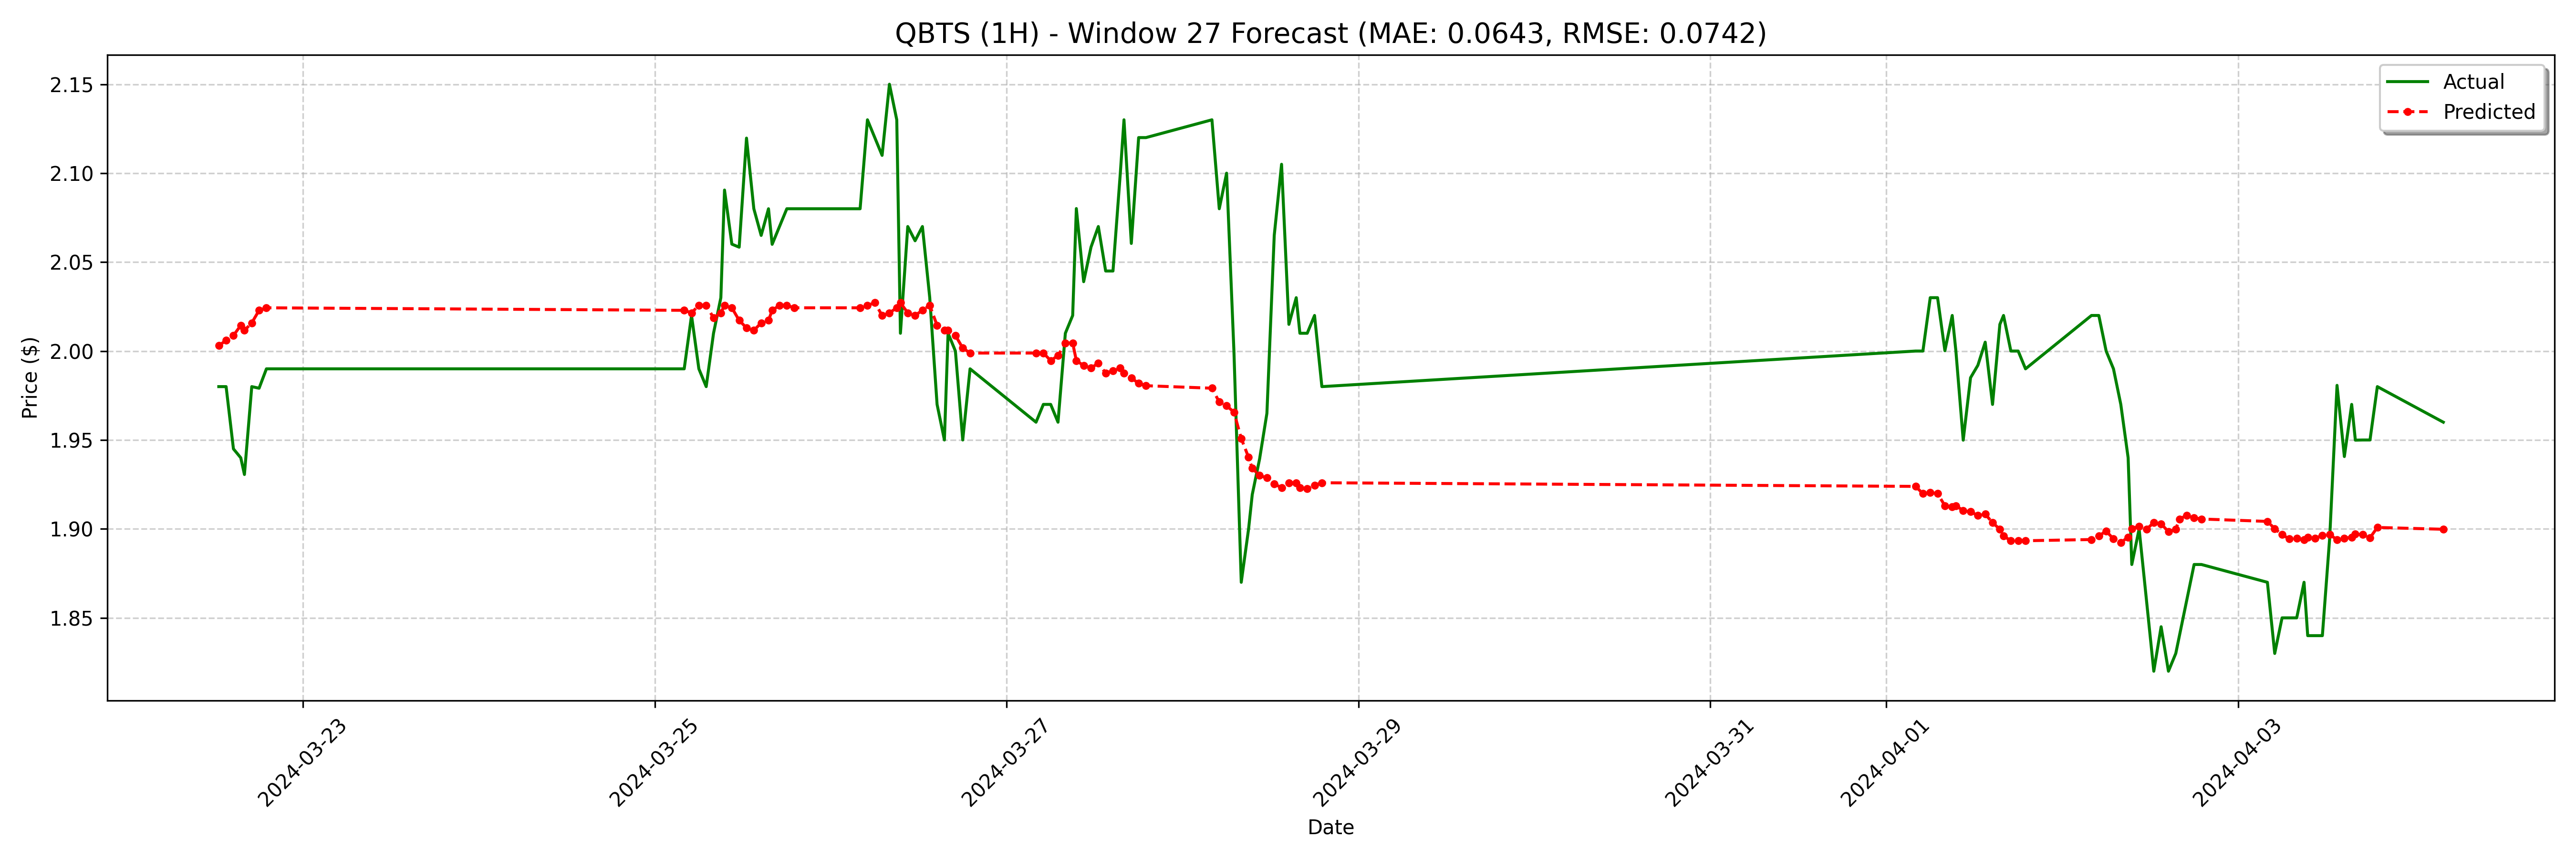 QBTS (1H) - Window 27 Forecast (MAE: 0.0643, RMSE: 0.0742)
Actual
Predicted
Price ($)
2.15
2.10
2.05
2.00
1.95
1.90
1.85
2024-03-23
2024-03-25
2024-03-27
2024-03-29
2024-03-31
2024-04-01
2024-04-03
Date